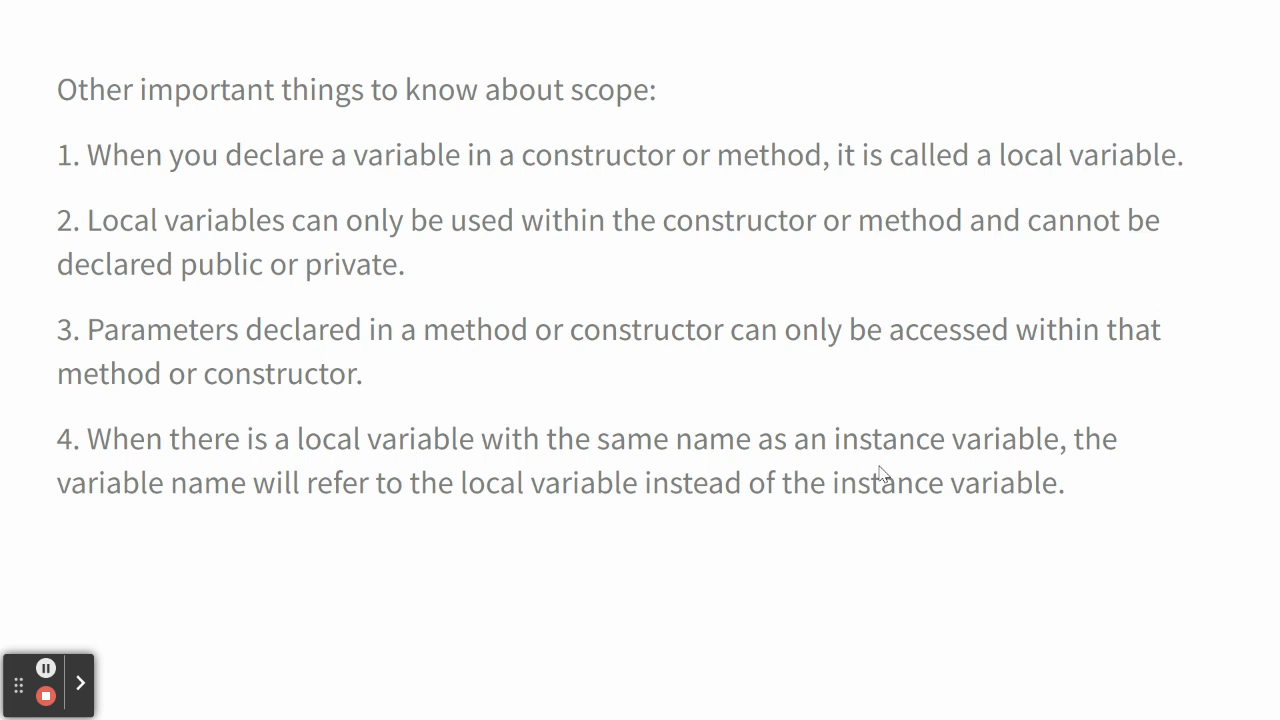 Other important things to know about scope:
1. When you declare a variable in a constructor or method, it is called a local variable.
2. Local variables can only be used within the constructor or method and cannot be
declared public or private.
3. Parameters declared in a method or constructor can only be accessed within that
method or constructor.
4. When there is a local variable with the same name as an instance variable, the
variable name will refer to the local variable instead of the instance variable.